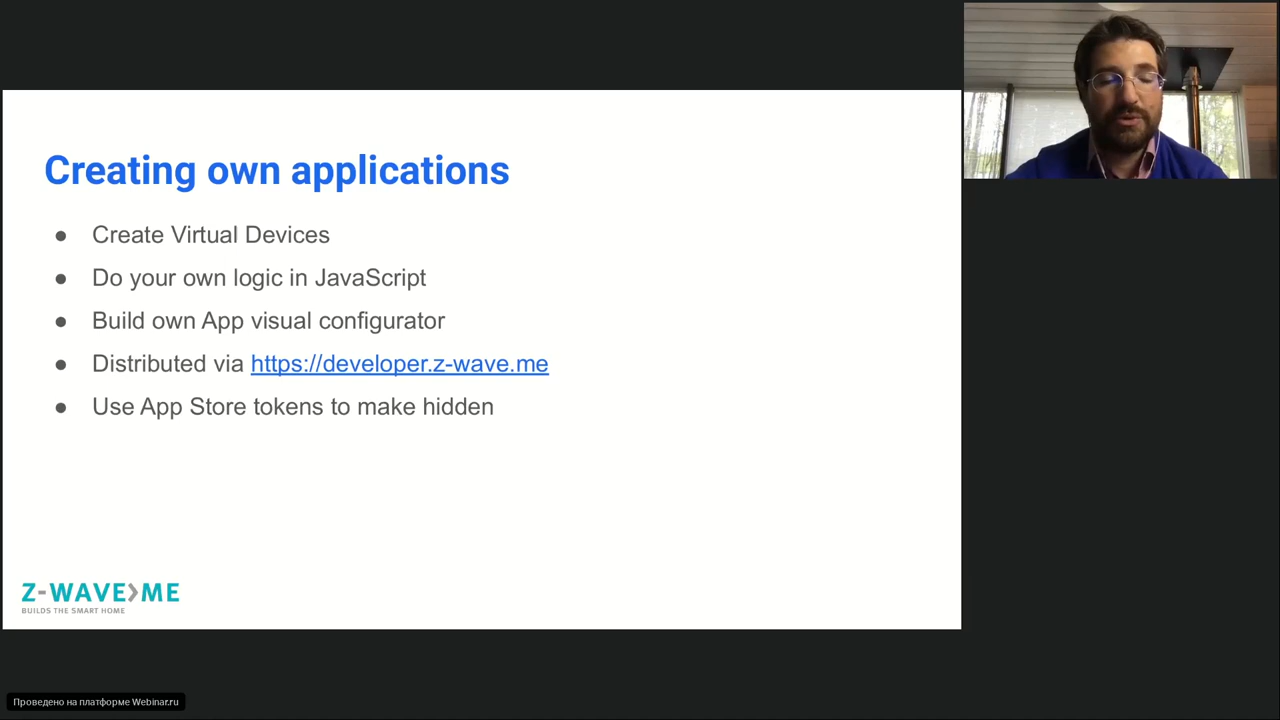 Creating own applications
● Create Virtual Devices
● Do your own logic in JavaScript
● Build own App visual configurator
● Distributed via https://developer.z-wave.me
● Use App Store tokens to make hidden
Z-WAVE>ME
BUILDS THE SMART HOME
Проведено на платформе Webinar.ru